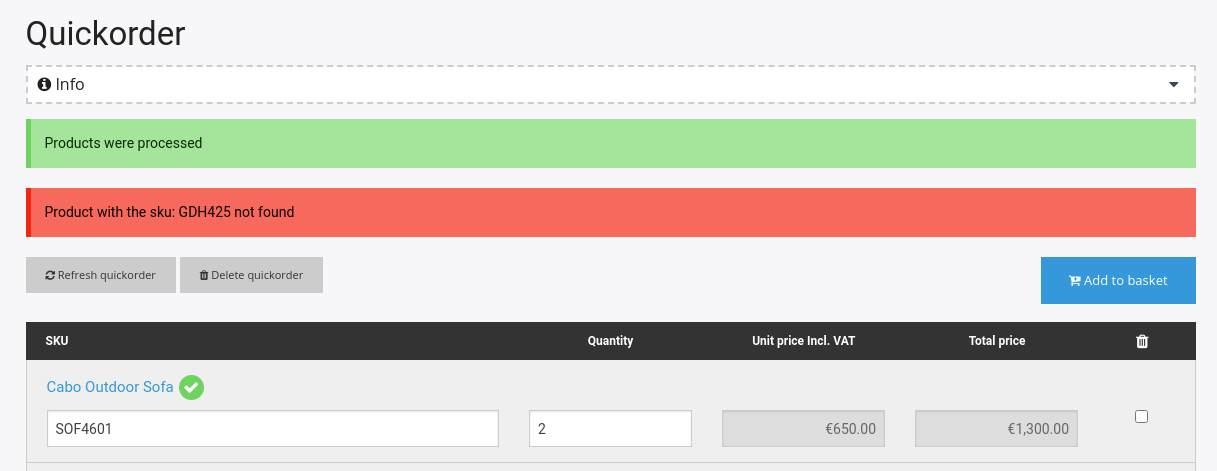 Quickorder
Info
Products were processed
Product with the sku: GDH425 not found
Refresh quickorder Delete quickorder Add to basket
SKU Quantity Unit price Incl. VAT Total price
Cabo Outdoor Sofa
SOF4601 2 €650.00 €1,300.00